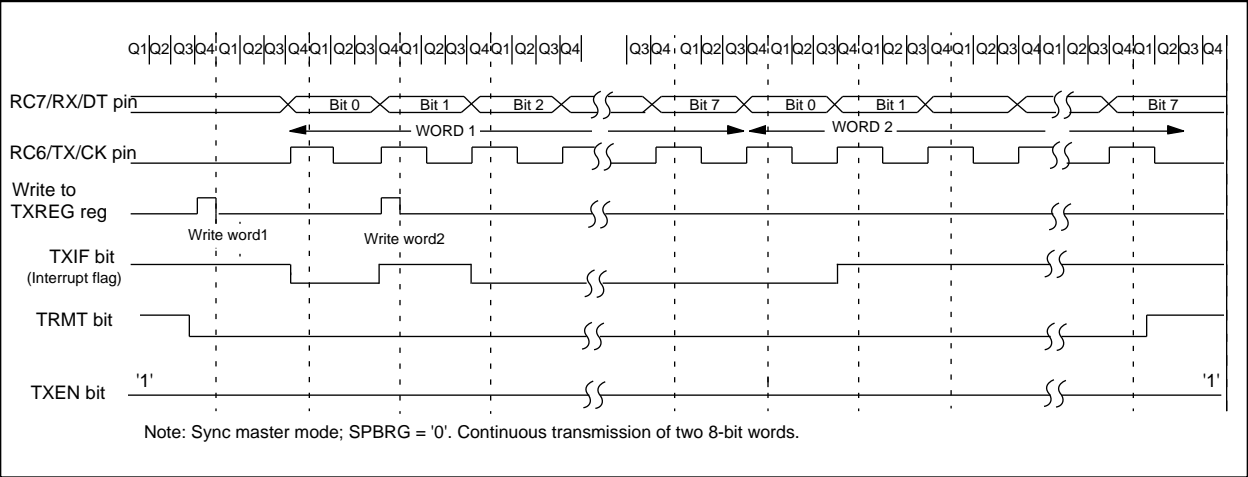 Q1 Q2 Q3 Q4 Q1 Q2 Q3 Q4 Q1 Q2 Q3 Q4 Q1 Q2 Q3 Q4 Q1 Q2 Q3 Q4 Q3 Q4 Q1 Q2 Q3 Q4 Q1 Q2 Q3 Q4 Q1 Q2 Q3 Q4 Q1 Q2 Q3 Q4 Q1 Q2 Q3 Q4 Q1 Q2 Q3 Q4
RC7/RX/DT pin Bit 0 Bit 1 Bit 2 Bit 7 Bit 0 Bit 1 Bit 7
WORD 1 WORD 2
RC6/TX/CK pin
Write to
TXREG reg
Write word1 Write word2
TXIF bit
(Interrupt flag)
TRMT bit
'1' '1'
TXEN bit
Note: Sync master mode; SPBRG = '0'. Continuous transmission of two 8-bit words.